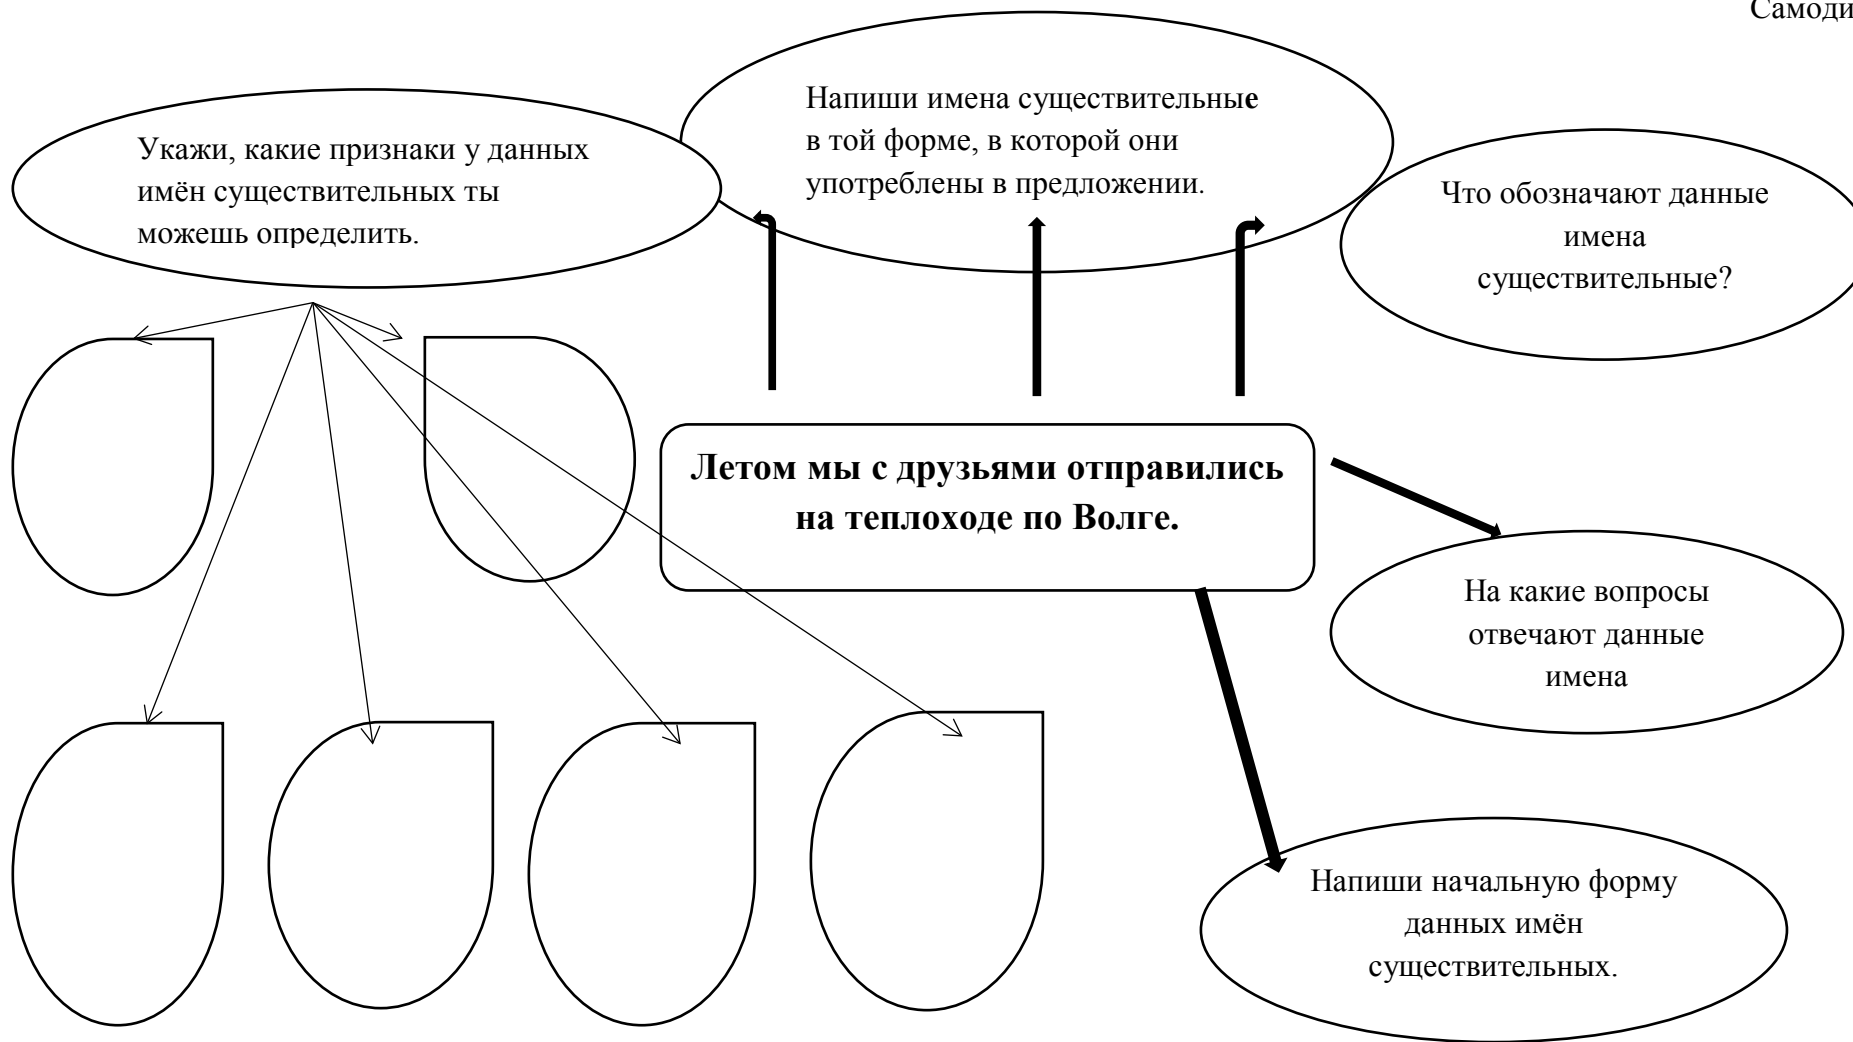 Самоди
Напиши имена существительные
в той форме, в которой они
употреблены в предложении.
Укажи, какие признаки у данных
имён существительных ты
можешь определить.
Что обозначают данные
имена
существительные?
Летом мы с друзьями отправились
на теплоходе по Волге.
На какие вопросы
отвечают данные
имена
Напиши начальную форму
данных имён
существительных.